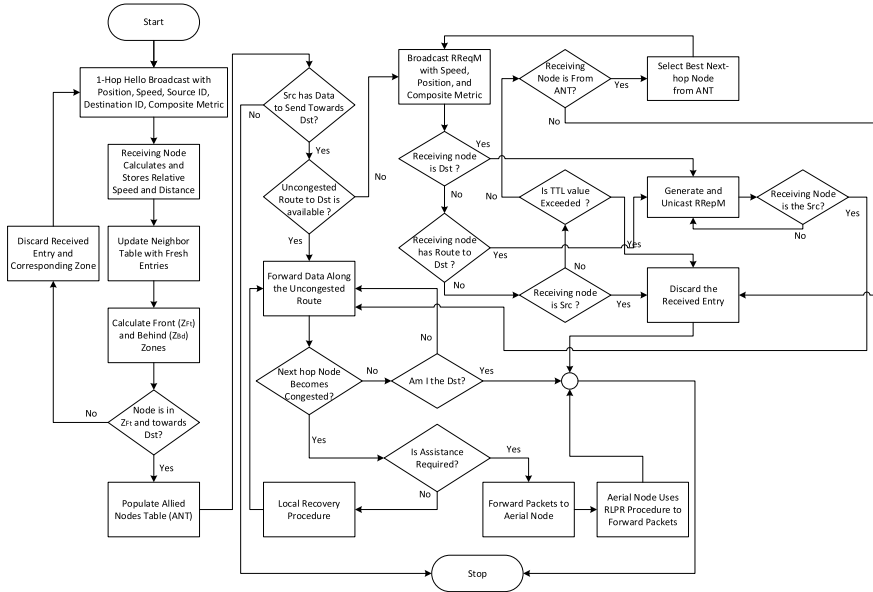 Start
1-Hop Hello Broadcast with
Position, Speed, Source ID,
Destination ID, Composite Metric
Receiving Node
Calculates and
Stores Relative
Speed and Distance
Discard Received
Entry and
Corresponding Zone
Update Neighbor
Table with Fresh
Entries
Calculate Front (ZFt)
and Behind (ZBd)
Zones
No
Node is in
ZFt and towards
Dst?
Yes
Populate Allied
Nodes Table (ANT)
Src has Data
to Send Towards
Dst?
No
Yes
Uncongested
Route to Dst is
available ?
No
Yes
Forward Data Along
the Uncongested
Route
Next hop Node
Becomes
Congested?
No
Yes
Am I the Dst?
No
Yes
Is Assistance
Required?
Yes
No
Local Recovery
Procedure
Forward Packets to
Aerial Node
Aerial Node Uses
RLPR Procedure to
Forward Packets
Broadcast RReqM
with Speed,
Position, and
Composite Metric
Receiving node
is Dst ?
Yes
No
Receiving node
has Route to
Dst ?
Yes
No
Receiving
Node is From
ANT?
Yes
No
Select Best Next-
hop Node
from ANT
Is TTL value
Exceeded ?
No
Yes
Receiving node
is Src ?
No
Yes
Generate and
Unicast RRepM
Receiving Node
is the Src?
Yes
No
Discard the
Received Entry
Stop